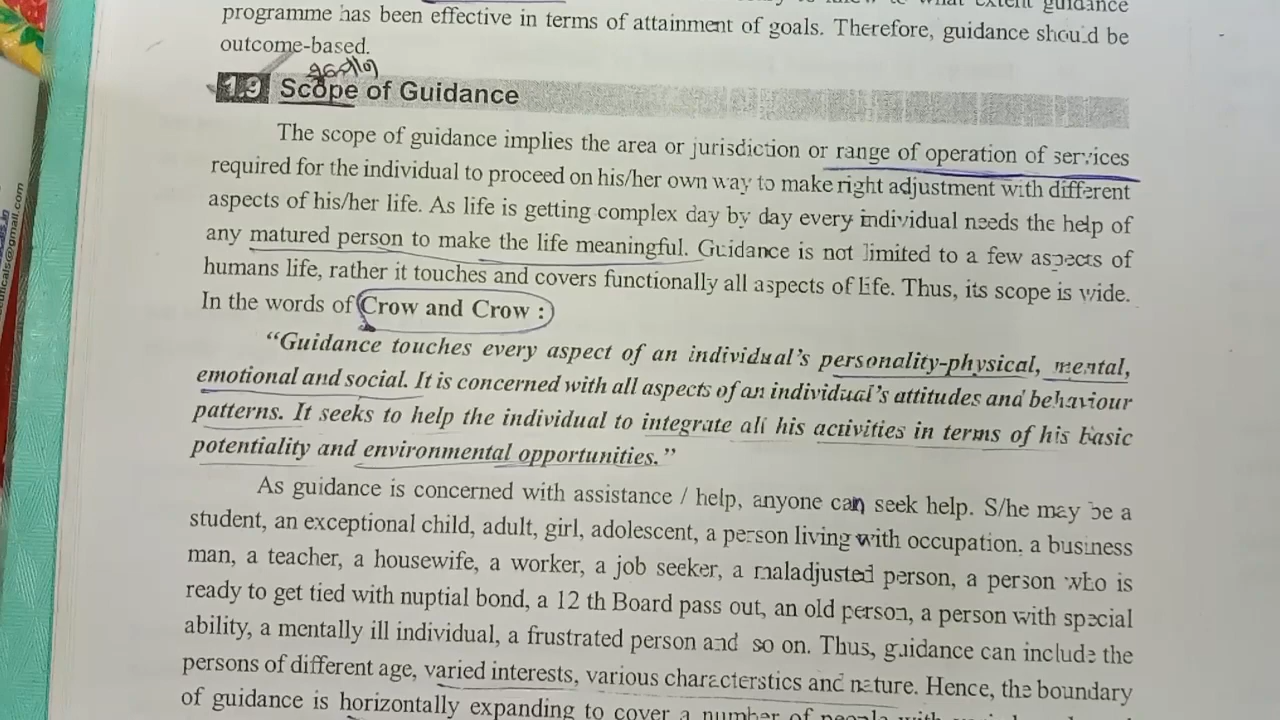 extent guidance
programme has been effective in terms of attainment of goals. Therefore, guidance should be
outcome-based.
1.9 Scope of Guidance
The scope of guidance implies the area or jurisdiction or range of operation of services
required for the individual to proceed on his/her own way to make right adjustment with different
aspects of his/her life. As life is getting complex day by day every individual needs the help of
any matured person to make the life meaningful. Guidance is not limited to a few aspects of
humans life, rather it touches and covers functionally all aspects of life. Thus, its scope is wide.
In the words of Crow and Crow :
“Guidance touches every aspect of an individual’s personality-physical, mental,
emotional and social. It is concerned with all aspects of an individual’s attitudes and behaviour
patterns. It seeks to help the individual to integrate all his activities in terms of his basic
potentiality and environmental opportunities.”
As guidance is concerned with assistance / help, anyone can seek help. S/he may be a
student, an exceptional child, adult, girl, adolescent, a person living with occupation, a business
man, a teacher, a housewife, a worker, a job seeker, a maladjusted person, a person who is
ready to get tied with nuptial bond, a 12 th Board pass out, an old person, a person with special
ability, a mentally ill individual, a frustrated person and so on. Thus, guidance can include the
persons of different age, varied interests, various characterstics and nature. Hence, the boundary
of guidance is horizontally expanding to cover a number of people with
@gmail.com